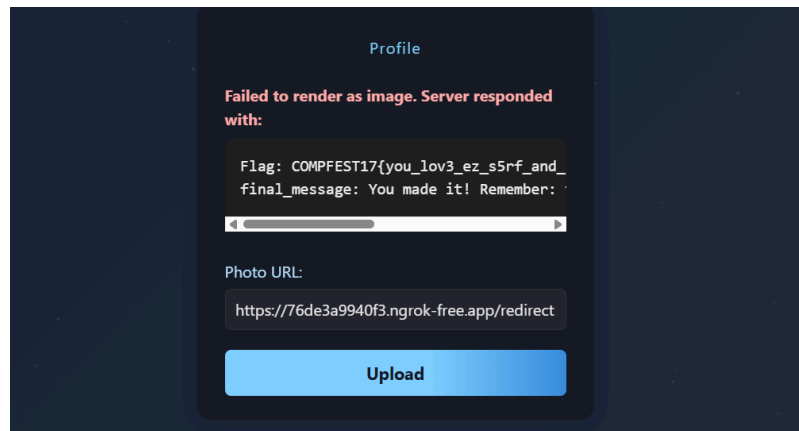 Profile
Failed to render as image. Server responded
with:
Flag: COMPFEST17{you_lov3_ez_s5rf_and_
final_message: You made it! Remember:
Photo URL:
https://76de3a9940f3.ngrok-free.app/redirect
Upload